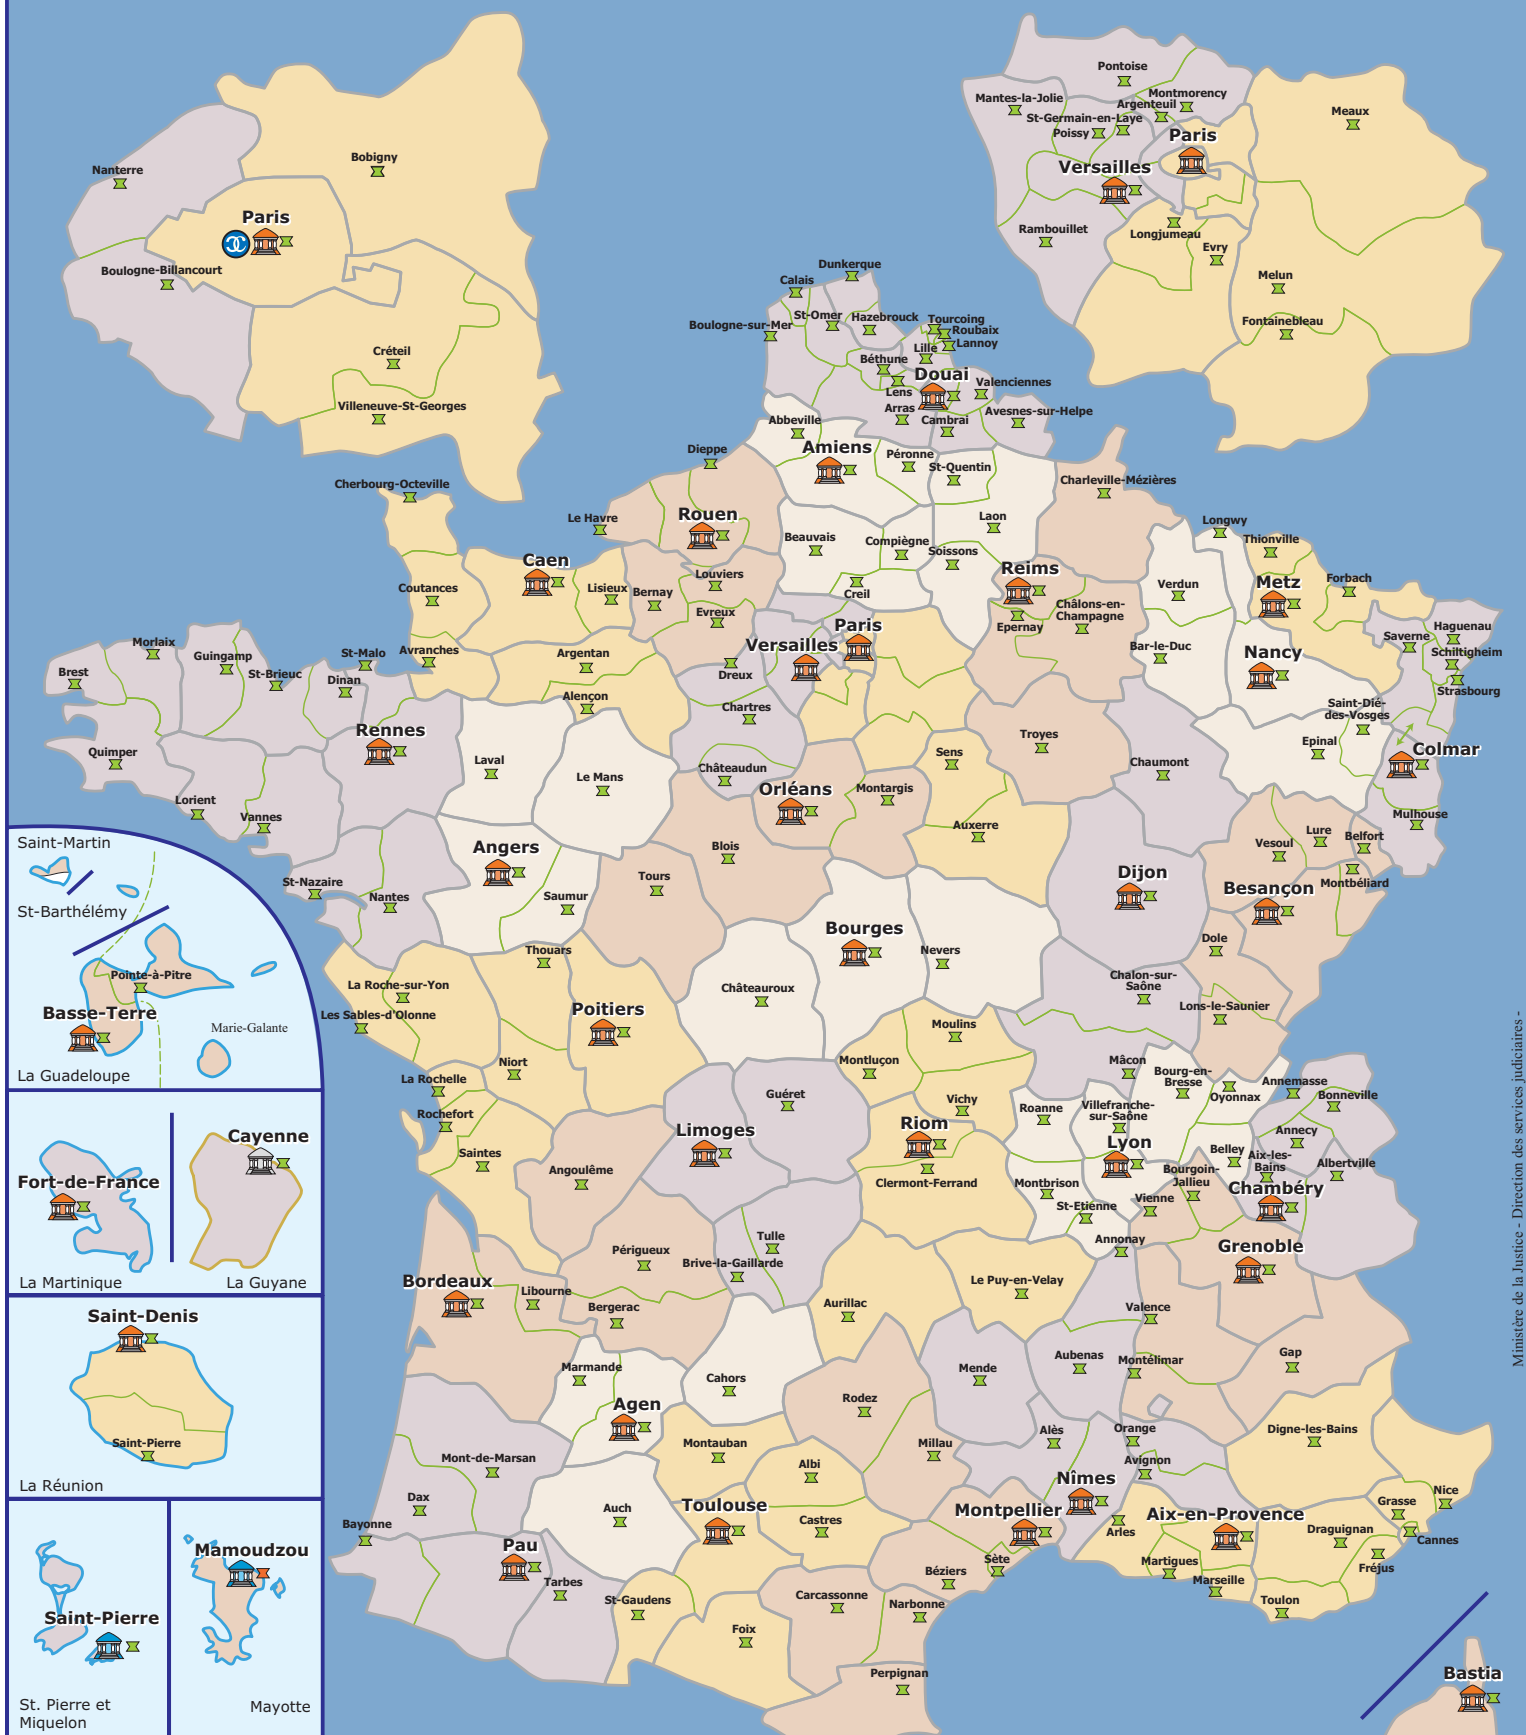 Pontoise
Mantes-la-Jolie
Montmorency
Argenteuil
St-Germain-en-Laye
Poissy
Paris
Versailles
Meaux
Rambouillet
Longjumeau
Evry
Melun
Fontainebleau
Bobigny
Nanterre
Paris
Boulogne-Billancourt
Créteil
Villeneuve-St-Georges
Dunkerque
Calais
St-Omer
Hazebrouck
Tourcoing
Roubaix
Boulogne-sur-Mer
Lille
Lannoy
Béthune
Douai
Lens
Valenciennes
Arras
Cambrai
Avesnes-sur-Helpe
Abbeville
Amiens
Dieppe
Péronne
St-Quentin
Cherbourg-Octeville
Charleville-Mézières
Le Havre
Rouen
Laon
Longwy
Beauvais
Compiègne
Soissons
Thionville
Caen
Reims
Metz
Forbach
Coutances
Lisieux
Bernay
Louviers
Creil
Verdun
Evreux
Epernay
Châlons-en-
Champagne
Paris
Versailles
Haguenau
Saverne
Schiltigheim
Morlaix
Guingamp
St-Malo
Avranches
Argentan
Bar-le-Duc
Nancy
Brest
St-Brieuc
Dinan
Dreux
Strasbourg
Alençon
Chartres
Saint-Dié-
des-Vosges
Rennes
Troyes
Epinal
Colmar
Quimper
Laval
Le Mans
Châteaudun
Sens
Chaumont
Orléans
Montargis
Lorient
Vannes
Auxerre
Mulhouse
Saint-Martin
Angers
Blois
Vesoul
Lure
Belfort
St-Nazaire
Nantes
Saumur
Tours
Dijon
Besançon
Montbéliard
St-Barthélémy
Bourges
Nevers
Dole
Thouars
Pointe-à-Pitre
La Roche-sur-Yon
Châteauroux
Chalon-sur-
Saône
Lons-le-Saunier
Basse-Terre
Les Sables-d'Olonne
Poitiers
Moulins
Marie-Galante
La Guadeloupe
Niort
Montluçon
Mâcon
La Rochelle
Bourg-en-
Bresse
Oyonnax
Annemasse
Bonneville
Guéret
Vichy
Roanne
Villefranche-
sur-Saône
Rochefort
Limoges
Riom
Lyon
Annecy
Cayenne
Saintes
Angoulême
Belley
Aix-les-
Bains
Albertville
Fort-de-France
Clermont-Ferrand
Montbrison
Bourgoin-
Jallieu
Chambéry
St-Etienne
Vienne
La Martinique
La Guyane
Tulle
Annonay
Grenoble
Périgueux
Brive-la-Gaillarde
Bordeaux
Libourne
Le Puy-en-Velay
Bergerac
Aurillac
Valence
Saint-Denis
Marmande
Cahors
Mende
Aubenas
Montélimar
Gap
Agen
Rodez
Saint-Pierre
La Réunion
Montauban
Millau
Alès
Orange
Digne-les-Bains
Mont-de-Marsan
Albi
Avignon
Nîmes
Dax
Auch
Toulouse
Castres
Montpellier
Arles
Aix-en-Provence
Grasse
Nice
Bayonne
Draguignan
Cannes
Mamoudzou
Pau
Tarbes
Béziers
Sète
Martigues
Marseille
Fréjus
Saint-Pierre
St-Gaudens
Carcassonne
Narbonne
Toulon
Foix
Perpignan
Bastia
St. Pierre et
Miquelon
Mayotte
Ministère de la Justice - Direction des services judiciaires -